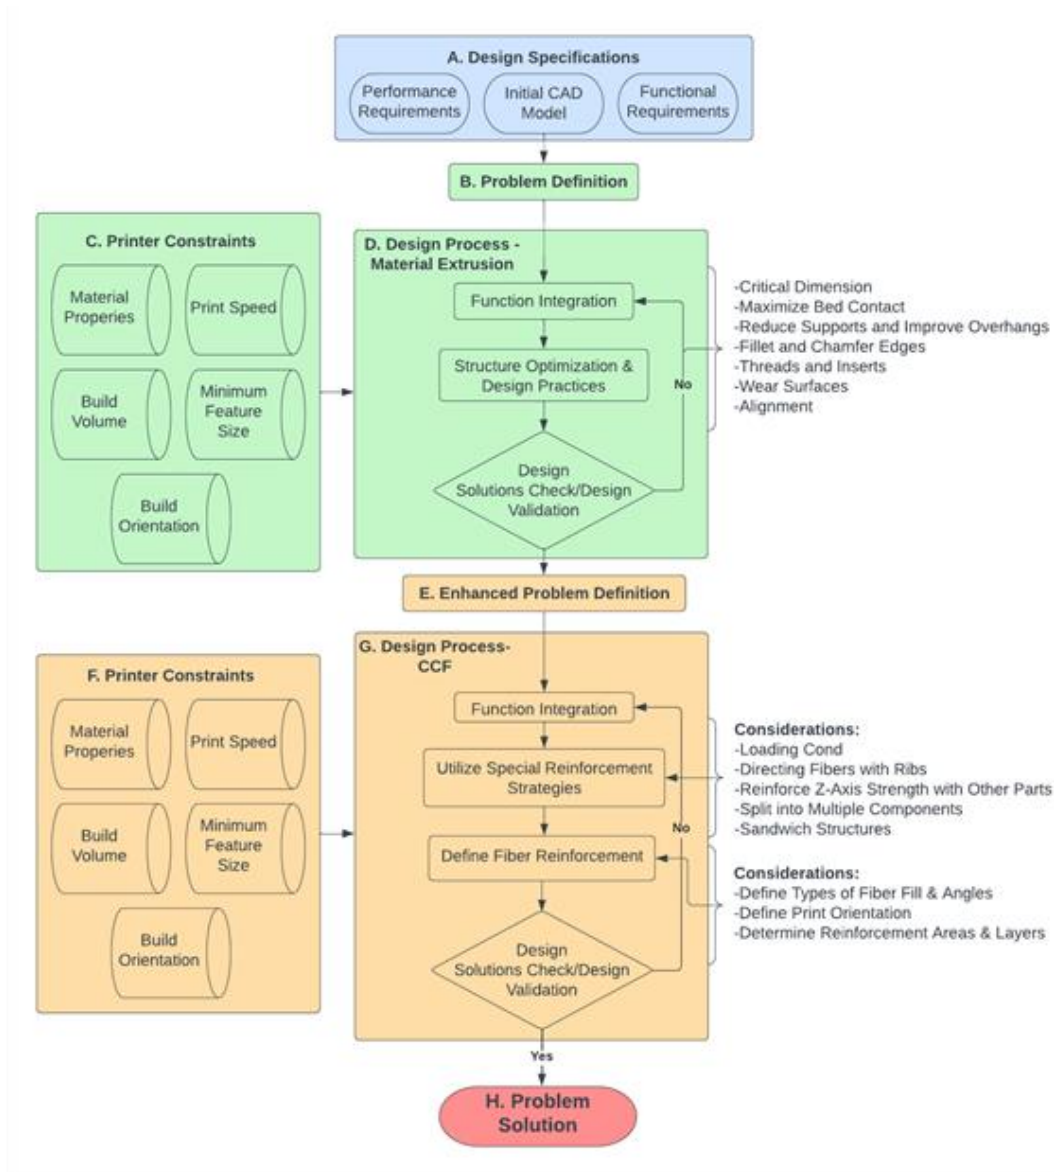 A. Design Specifications
Performance
Requirements
Initial CAD
Model
Functional
Requirements
B. Problem Definition
C. Printer Constraints
Material
Properies
Print Speed
Build
Volume
Minimum
Feature
Size
Build
Orientation
D. Design Process -
Material Extrusion
Function Integration
Structure Optimization &
Design Practices
No
Design
Solutions Check/Design
Validation
-Critical Dimension
-Maximize Bed Contact
-Reduce Supports and Improve Overhangs
-Fillet and Chamfer Edges
-Threads and Inserts
-Wear Surfaces
-Alignment
E. Enhanced Problem Definition
F. Printer Constraints
Material
Properies
Print Speed
Build
Volume
Minimum
Feature
Size
Build
Orientation
G. Design Process-
CCF
Function Integration
Utilize Special Reinforcement
Strategies
No
Define Fiber Reinforcement
Design
Solutions Check/Design
Validation
Considerations:
-Loading Cond
-Directing Fibers with Ribs
-Reinforce Z-Axis Strength with Other Parts
-Split into Multiple Components
-Sandwich Structures
Considerations:
-Define Types of Fiber Fill & Angles
-Define Print Orientation
-Determine Reinforcement Areas & Layers
Yes
H. Problem
Solution